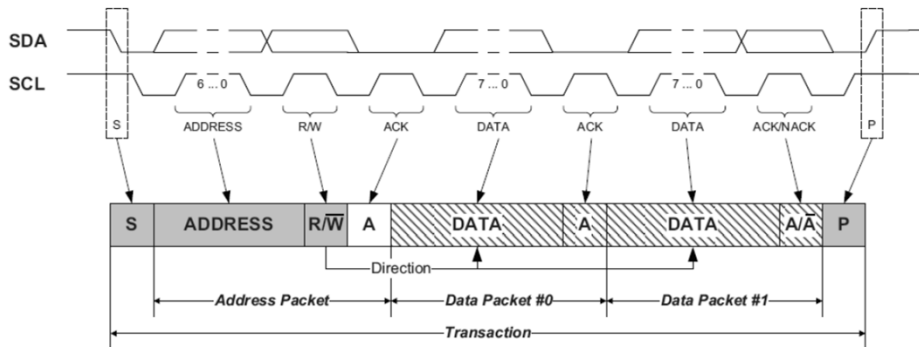 SDA
SCL
6 ... 0
7 ... 0
7 ... 0
S
ADDRESS
R/W
ACK
DATA
ACK
DATA
ACK/NACK
P
S
ADDRESS
R/W̅
A
DATA
A
DATA
A/A̅
P
Direction
Address Packet
Data Packet #0
Data Packet #1
Transaction